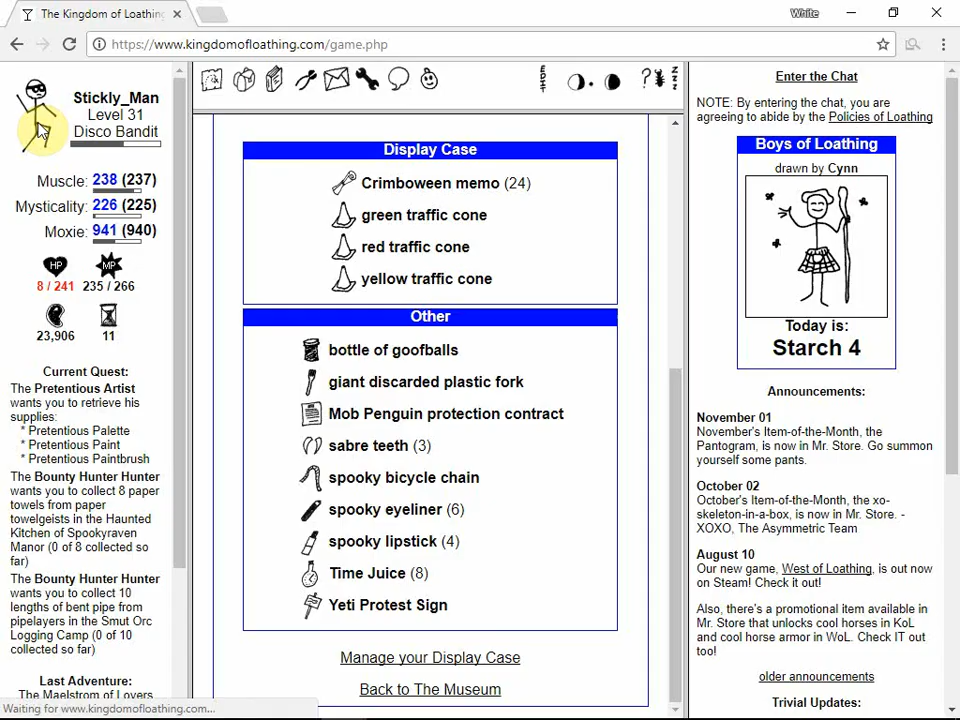 The Kingdom of Loathin
White
https://www.kingdomofloathing.com/game.php
Stickly_Man
Level 31
Disco Bandit
Muscle: 238 (237)
Mysticality: 226 (225)
Moxie: 941 (940)
HP MP
8 / 241 235 / 266
23,906 11
Current Quest:
The Pretentious Artist
wants you to retrieve his
supplies:
* Pretentious Palette
* Pretentious Paint
* Pretentious Paintbrush
The Bounty Hunter Hunter
wants you to collect 8 paper
towels from paper
towelgeists in the Haunted
Kitchen of Spookyraven
Manor (0 of 8 collected so
far)
The Bounty Hunter Hunter
wants you to collect 10
lengths of bent pipe from
pipelayers in the Smut Orc
Logging Camp (0 of 10
collected so far)
Last Adventure:
The Maelstrom of Lovers
Waiting for www.kingdomofloathing.com...
EDIT
Display Case
Crimboween memo (24)
green traffic cone
red traffic cone
yellow traffic cone
Other
bottle of goofballs
giant discarded plastic fork
Mob Penguin protection contract
sabre teeth (3)
spooky bicycle chain
spooky eyeliner (6)
spooky lipstick (4)
Time Juice (8)
Yeti Protest Sign
Manage your Display Case
Back to The Museum
Enter the Chat
NOTE: By entering the chat, you are
agreeing to abide by the Policies of Loathing
Boys of Loathing
drawn by Cynn
Today is:
Starch 4
Announcements:
November 01
November's Item-of-the-Month, the
Pantogram, is now in Mr. Store. Go summon
yourself some pants.
October 02
October's Item-of-the-Month, the xo-
skeleton-in-a-box, is now in Mr. Store. -
XOXO, The Asymmetric Team
August 10
Our new game, West of Loathing, is out now
on Steam! Check it out!
Also, there's a promotional item available in
Mr. Store that unlocks cool horses in KoL
and cool horse armor in WoL. Check IT out
too!
older announcements
Trivial Updates: